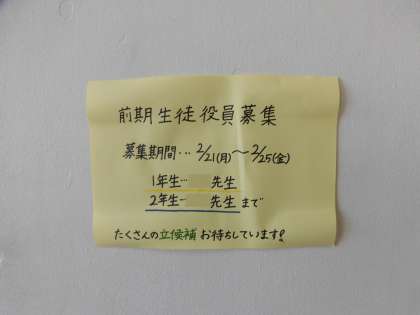 前期生徒役員募集
募集期間…2/21(月)〜2/25(金)
1年生… 先生
2年生… 先生まで
たくさんの立候補お待ちしています!